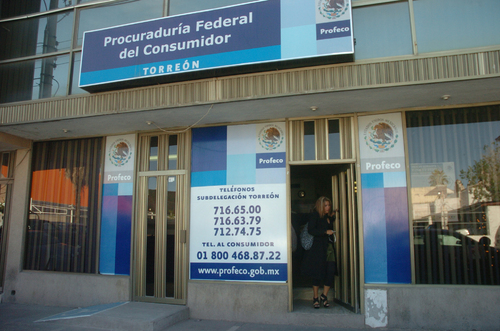 Procuraduría Federal
del Consumidor
TORREÓN
Profeco
Profeco
Profeco
TELÉFONOS
SUBDELEGACIÓN TORREÓN
716.65.00
716.63.79
712.74.75
TEL. AL CONSUMIDOR
01 800 468.87.22
www.profeco.gob.mx
Profeco